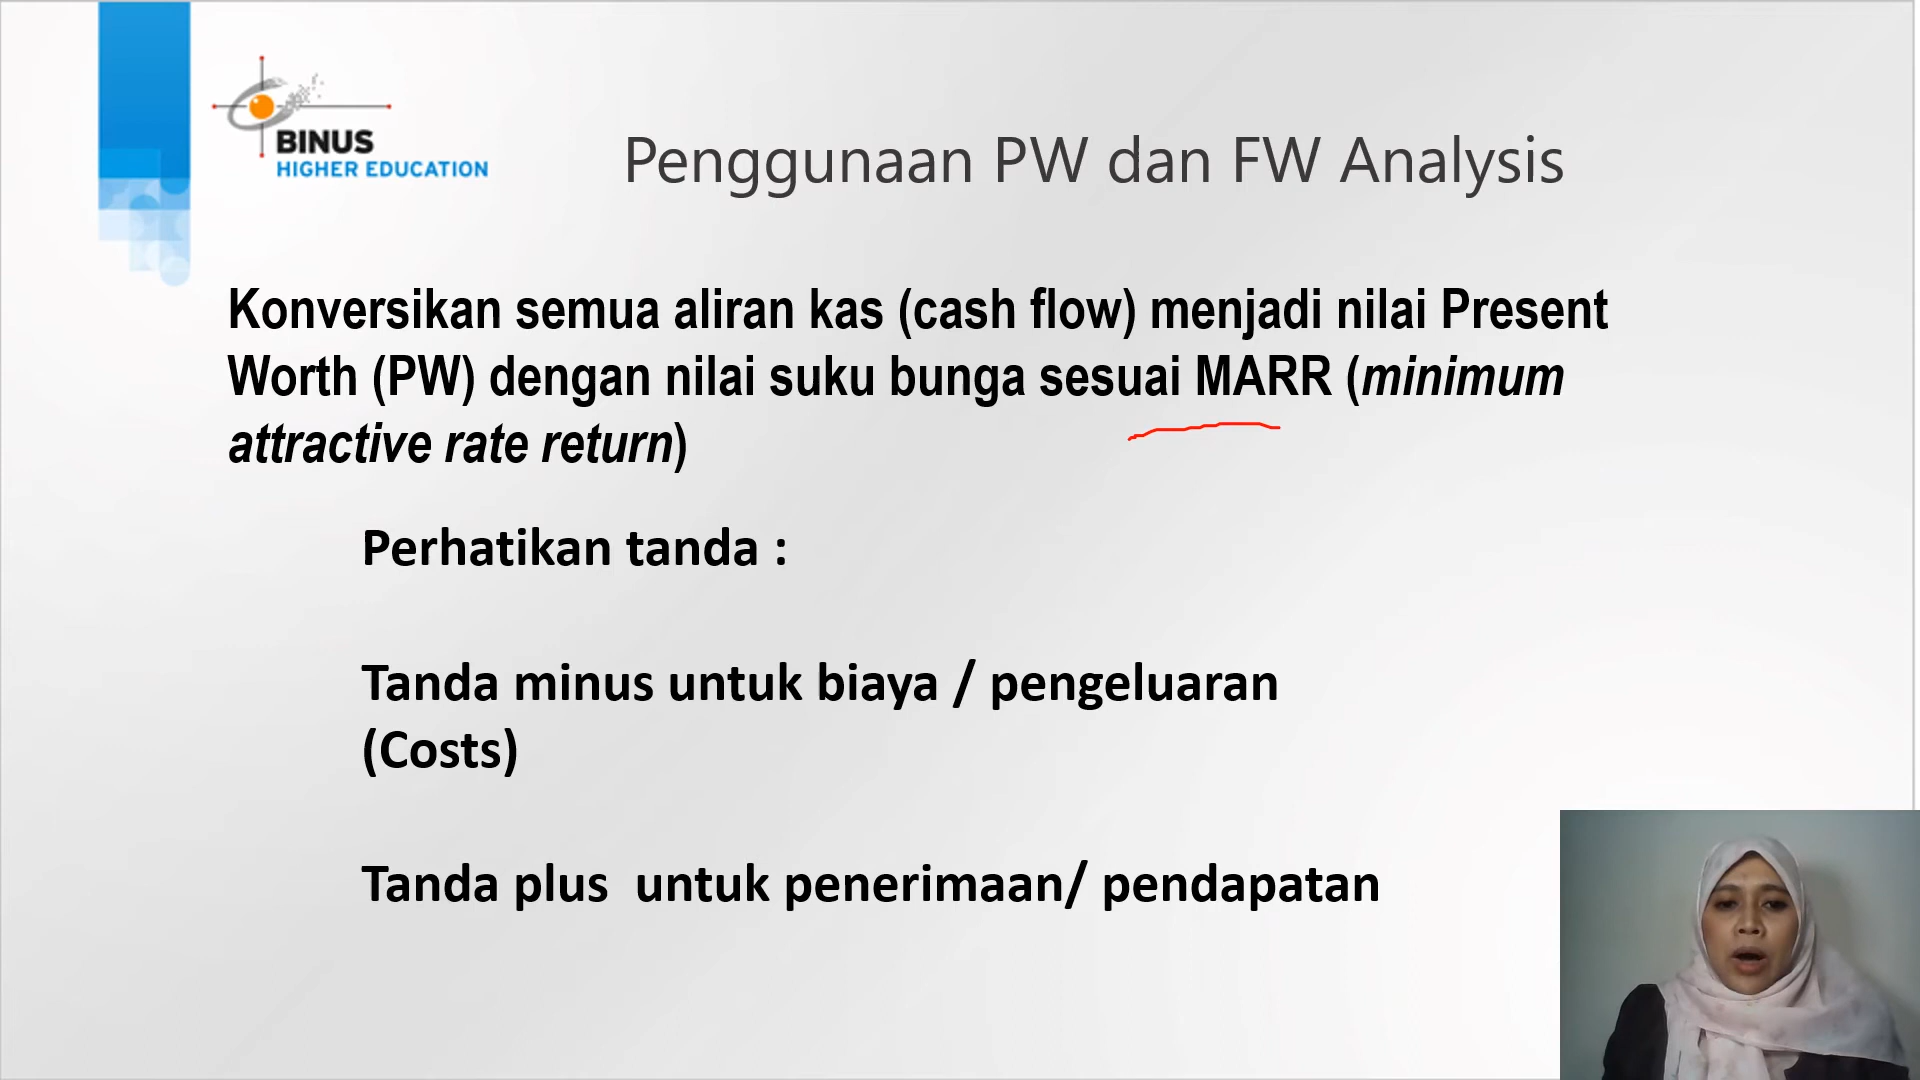 BINUS
HIGHER EDUCATION
Penggunaan PW dan FW Analysis
Konversikan semua aliran kas (cash flow) menjadi nilai Present
Worth (PW) dengan nilai suku bunga sesuai MARR (minimum
attractive rate return)
Perhatikan tanda :
Tanda minus untuk biaya / pengeluaran
(Costs)
Tanda plus  untuk penerimaan/ pendapatan